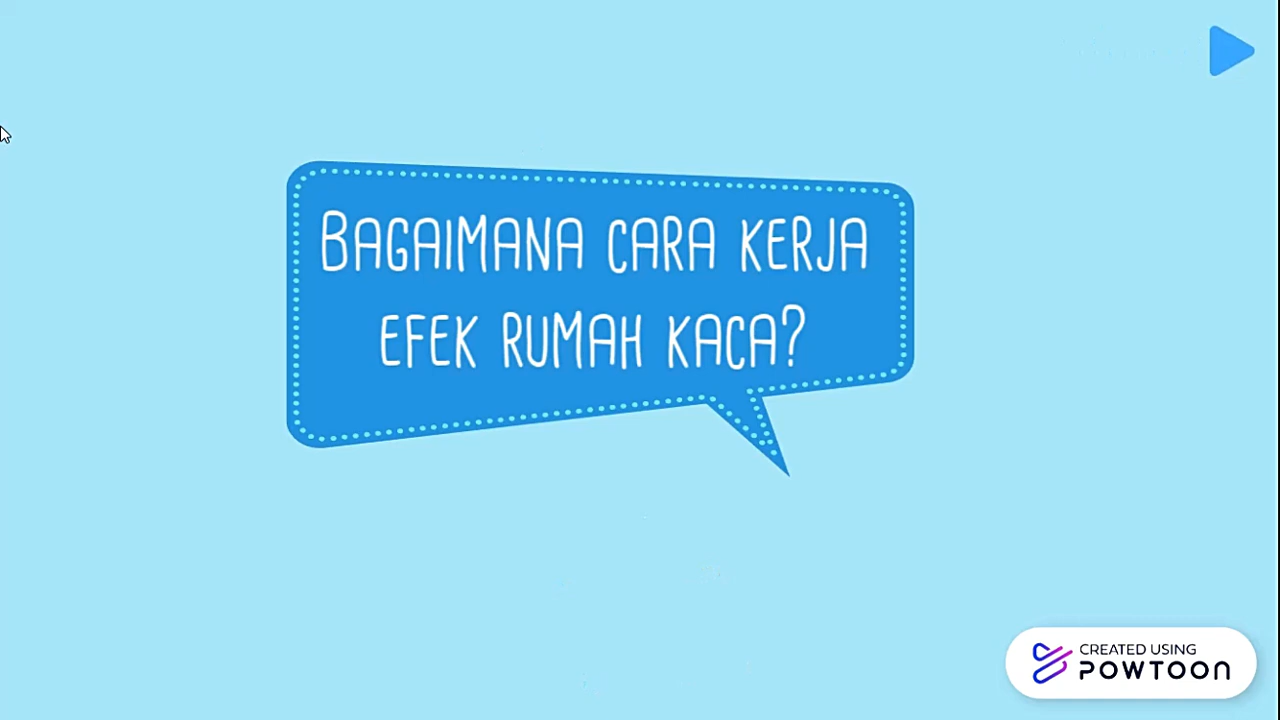 BAGAIMANA CARA KERJA
EFEK RUMAH KACA?
CREATED USING
POWTOON